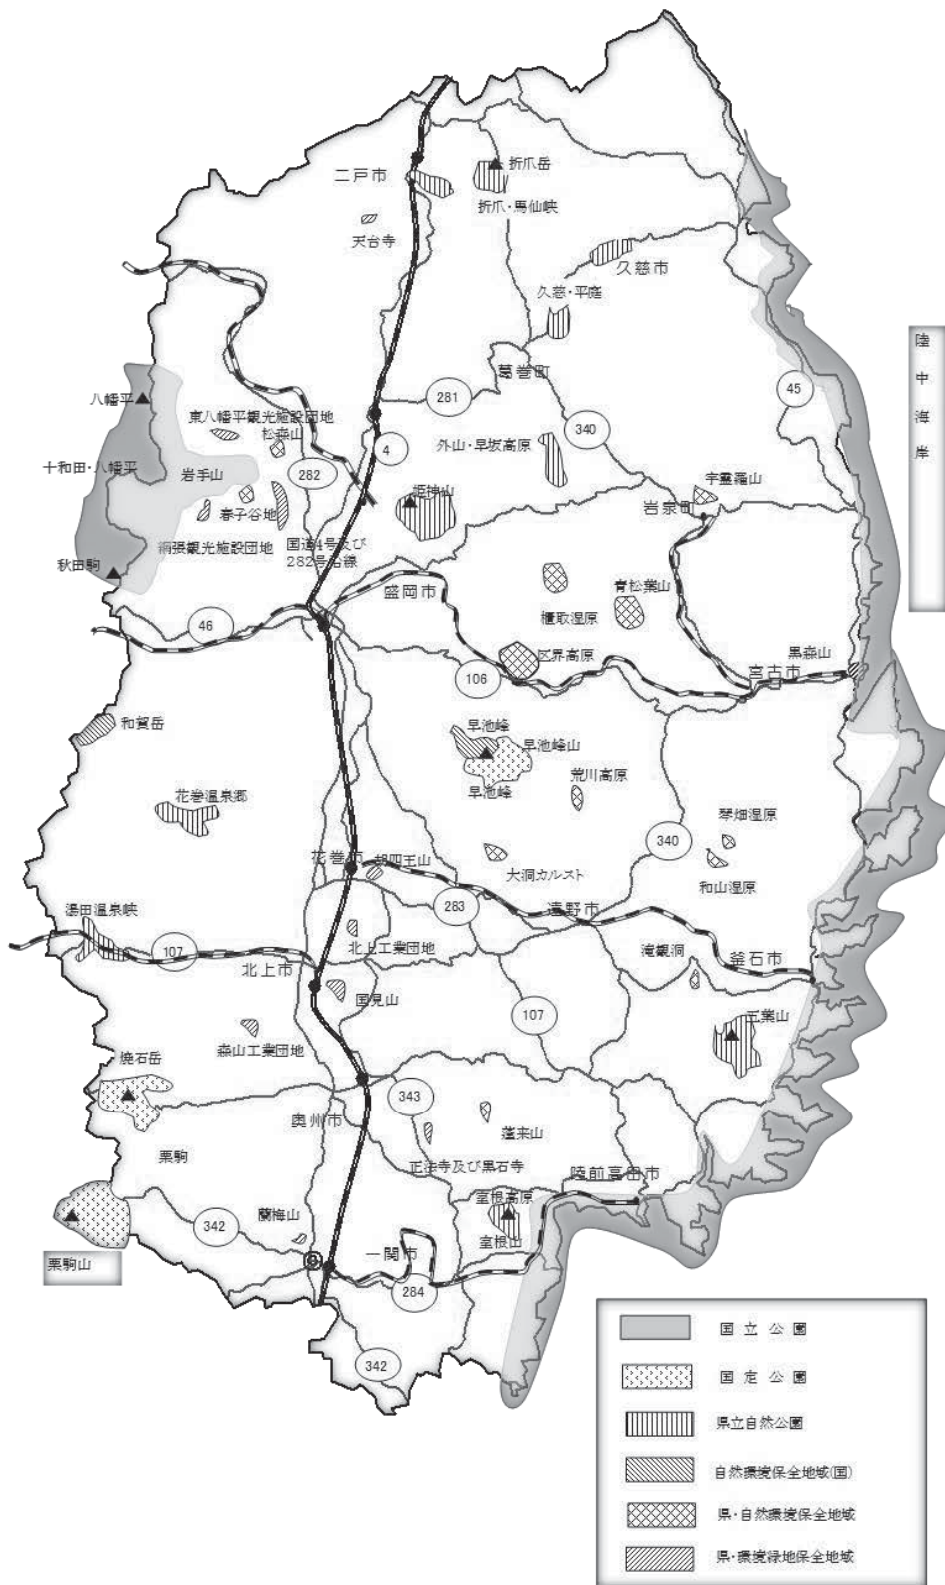 折爪岳
二戸市
折爪・馬仙峡
天台寺
久慈市
久慈・平庭
陸中海岸
葛巻町
八幡平
281
45
東八幡平観光施設団地
松森山
340
4
外山・早坂高原
十和田・八幡平
岩手山
282
宇霊羅山
姫神山
岩泉町
春子谷地
網張観光施設団地
国道4号及び
282号沿線
秋田駒
盛岡市
青松葉山
櫃取湿原
46
区界高原
黒森山
宮古市
106
和賀岳
早池峰
早池峰山
荒川高原
早池峰
花巻温泉郷
琴畑湿原
340
花巻市
胡四王山
大洞カルスト
和山湿原
湯田温泉峡
283
遠野市
107
北上工業団地
滝観洞
釜石市
北上市
国見山
107
五葉山
森山工業団地
焼石岳
343
奥州市
蓬来山
栗駒
正法寺及び黒石寺
陸前高田市
室根高原
蘭梅山
342
室根山
一関市
栗駒山
284
342
国立公園
国定公園
県立自然公園
自然環境保全地域(国)
県・自然環境保全地域
県・環境緑地保全地域